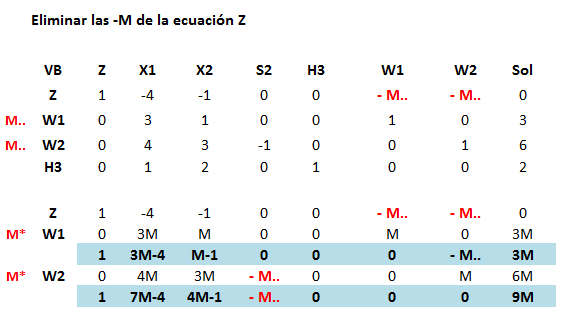 Eliminar las -M de la ecuación Z
VB Z X1 X2 S2 H3 W1 W2 Sol
Z 1 -4 -1 0 0 - M.. - M.. 0
M.. W1 0 3 1 0 0 1 0 3
M.. W2 0 4 3 -1 0 0 1 6
H3 0 1 2 0 1 0 0 2
Z 1 -4 -1 0 0 - M.. - M.. 0
M* W1 0 3M M 0 0 M 0 3M
1 3M-4 M-1 0 0 0 - M.. 3M
M* W2 0 4M 3M - M.. 0 0 M 6M
1 7M-4 4M-1 - M.. 0 0 0 9M